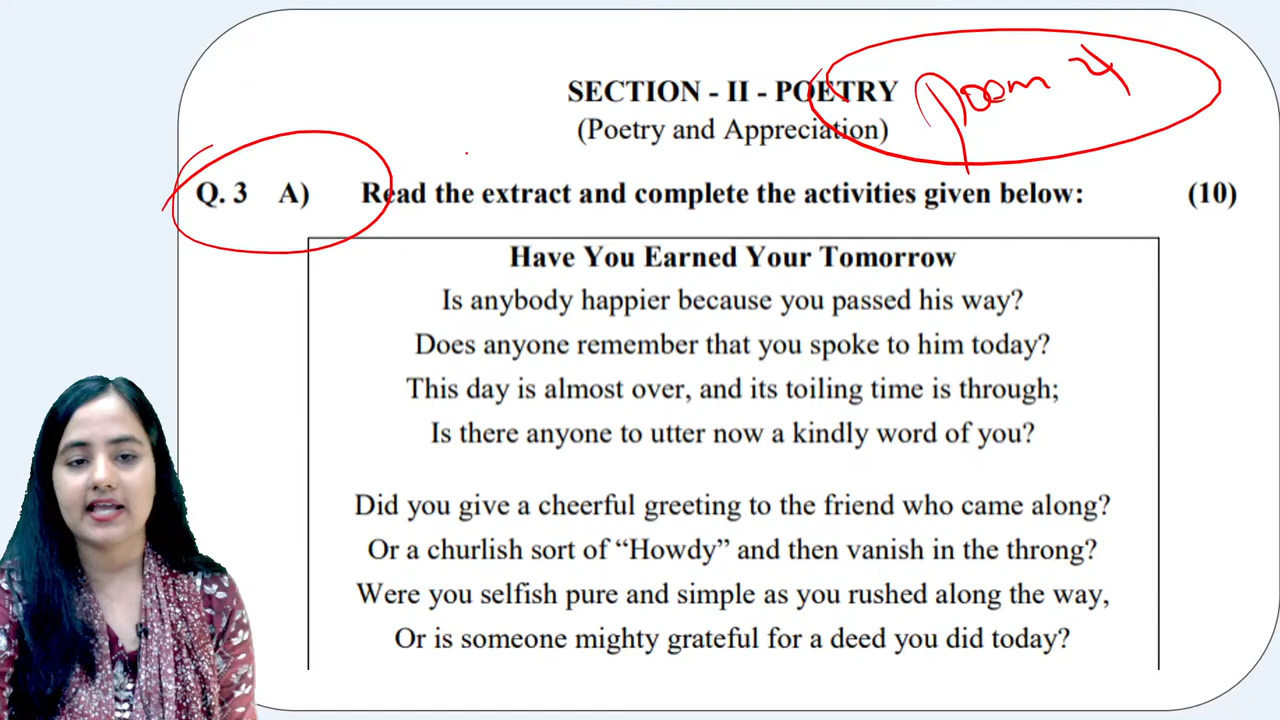 SECTION - II - POETRY
Poem 4
(Poetry and Appreciation)
Q. 3 A) Read the extract and complete the activities given below: (10)
Have You Earned Your Tomorrow
Is anybody happier because you passed his way?
Does anyone remember that you spoke to him today?
This day is almost over, and its toiling time is through;
Is there anyone to utter now a kindly word of you?
Did you give a cheerful greeting to the friend who came along?
Or a churlish sort of “Howdy” and then vanish in the throng?
Were you selfish pure and simple as you rushed along the way,
Or is someone mighty grateful for a deed you did today?